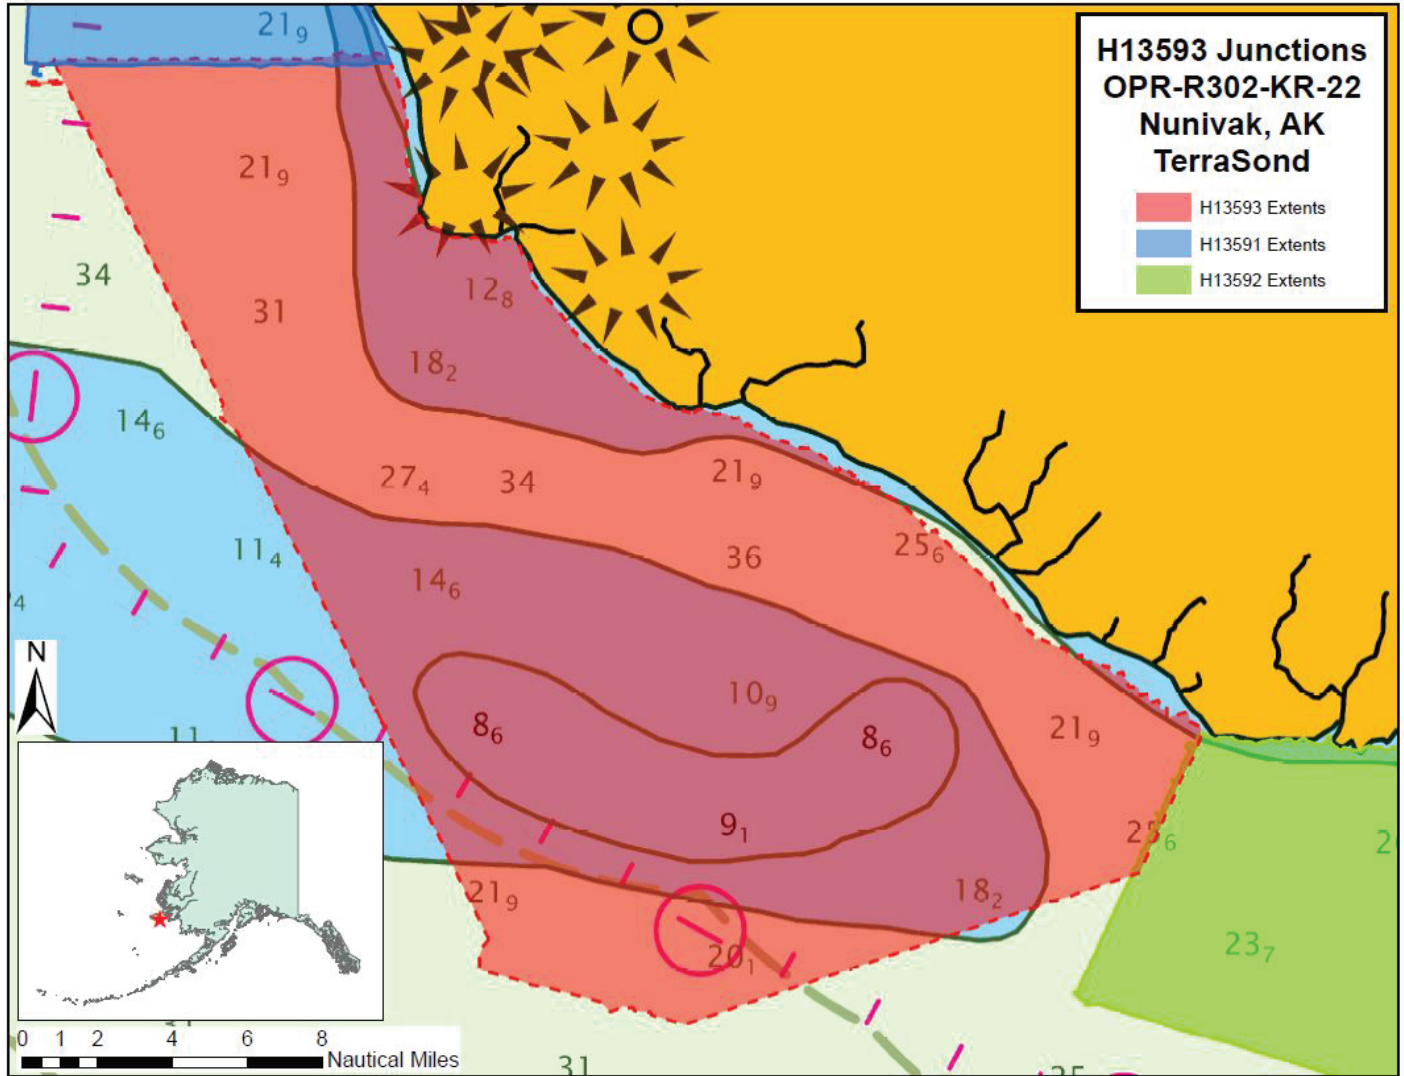 H13593 Junctions
OPR-R302-KR-22
Nunivak, AK
TerraSond
H13593 Extents
H13591 Extents
H13592 Extents
21₉
21₉
34
31
12₈
18₂
14₆
27₄
34
21₉
11₄
36
25₆
14₆
4
N
10₉
8₆
8₆
21₉
11
9₁
25₆
21₉
18₂
20₁
23₇
0 1 2 4 6 8
Nautical Miles
31